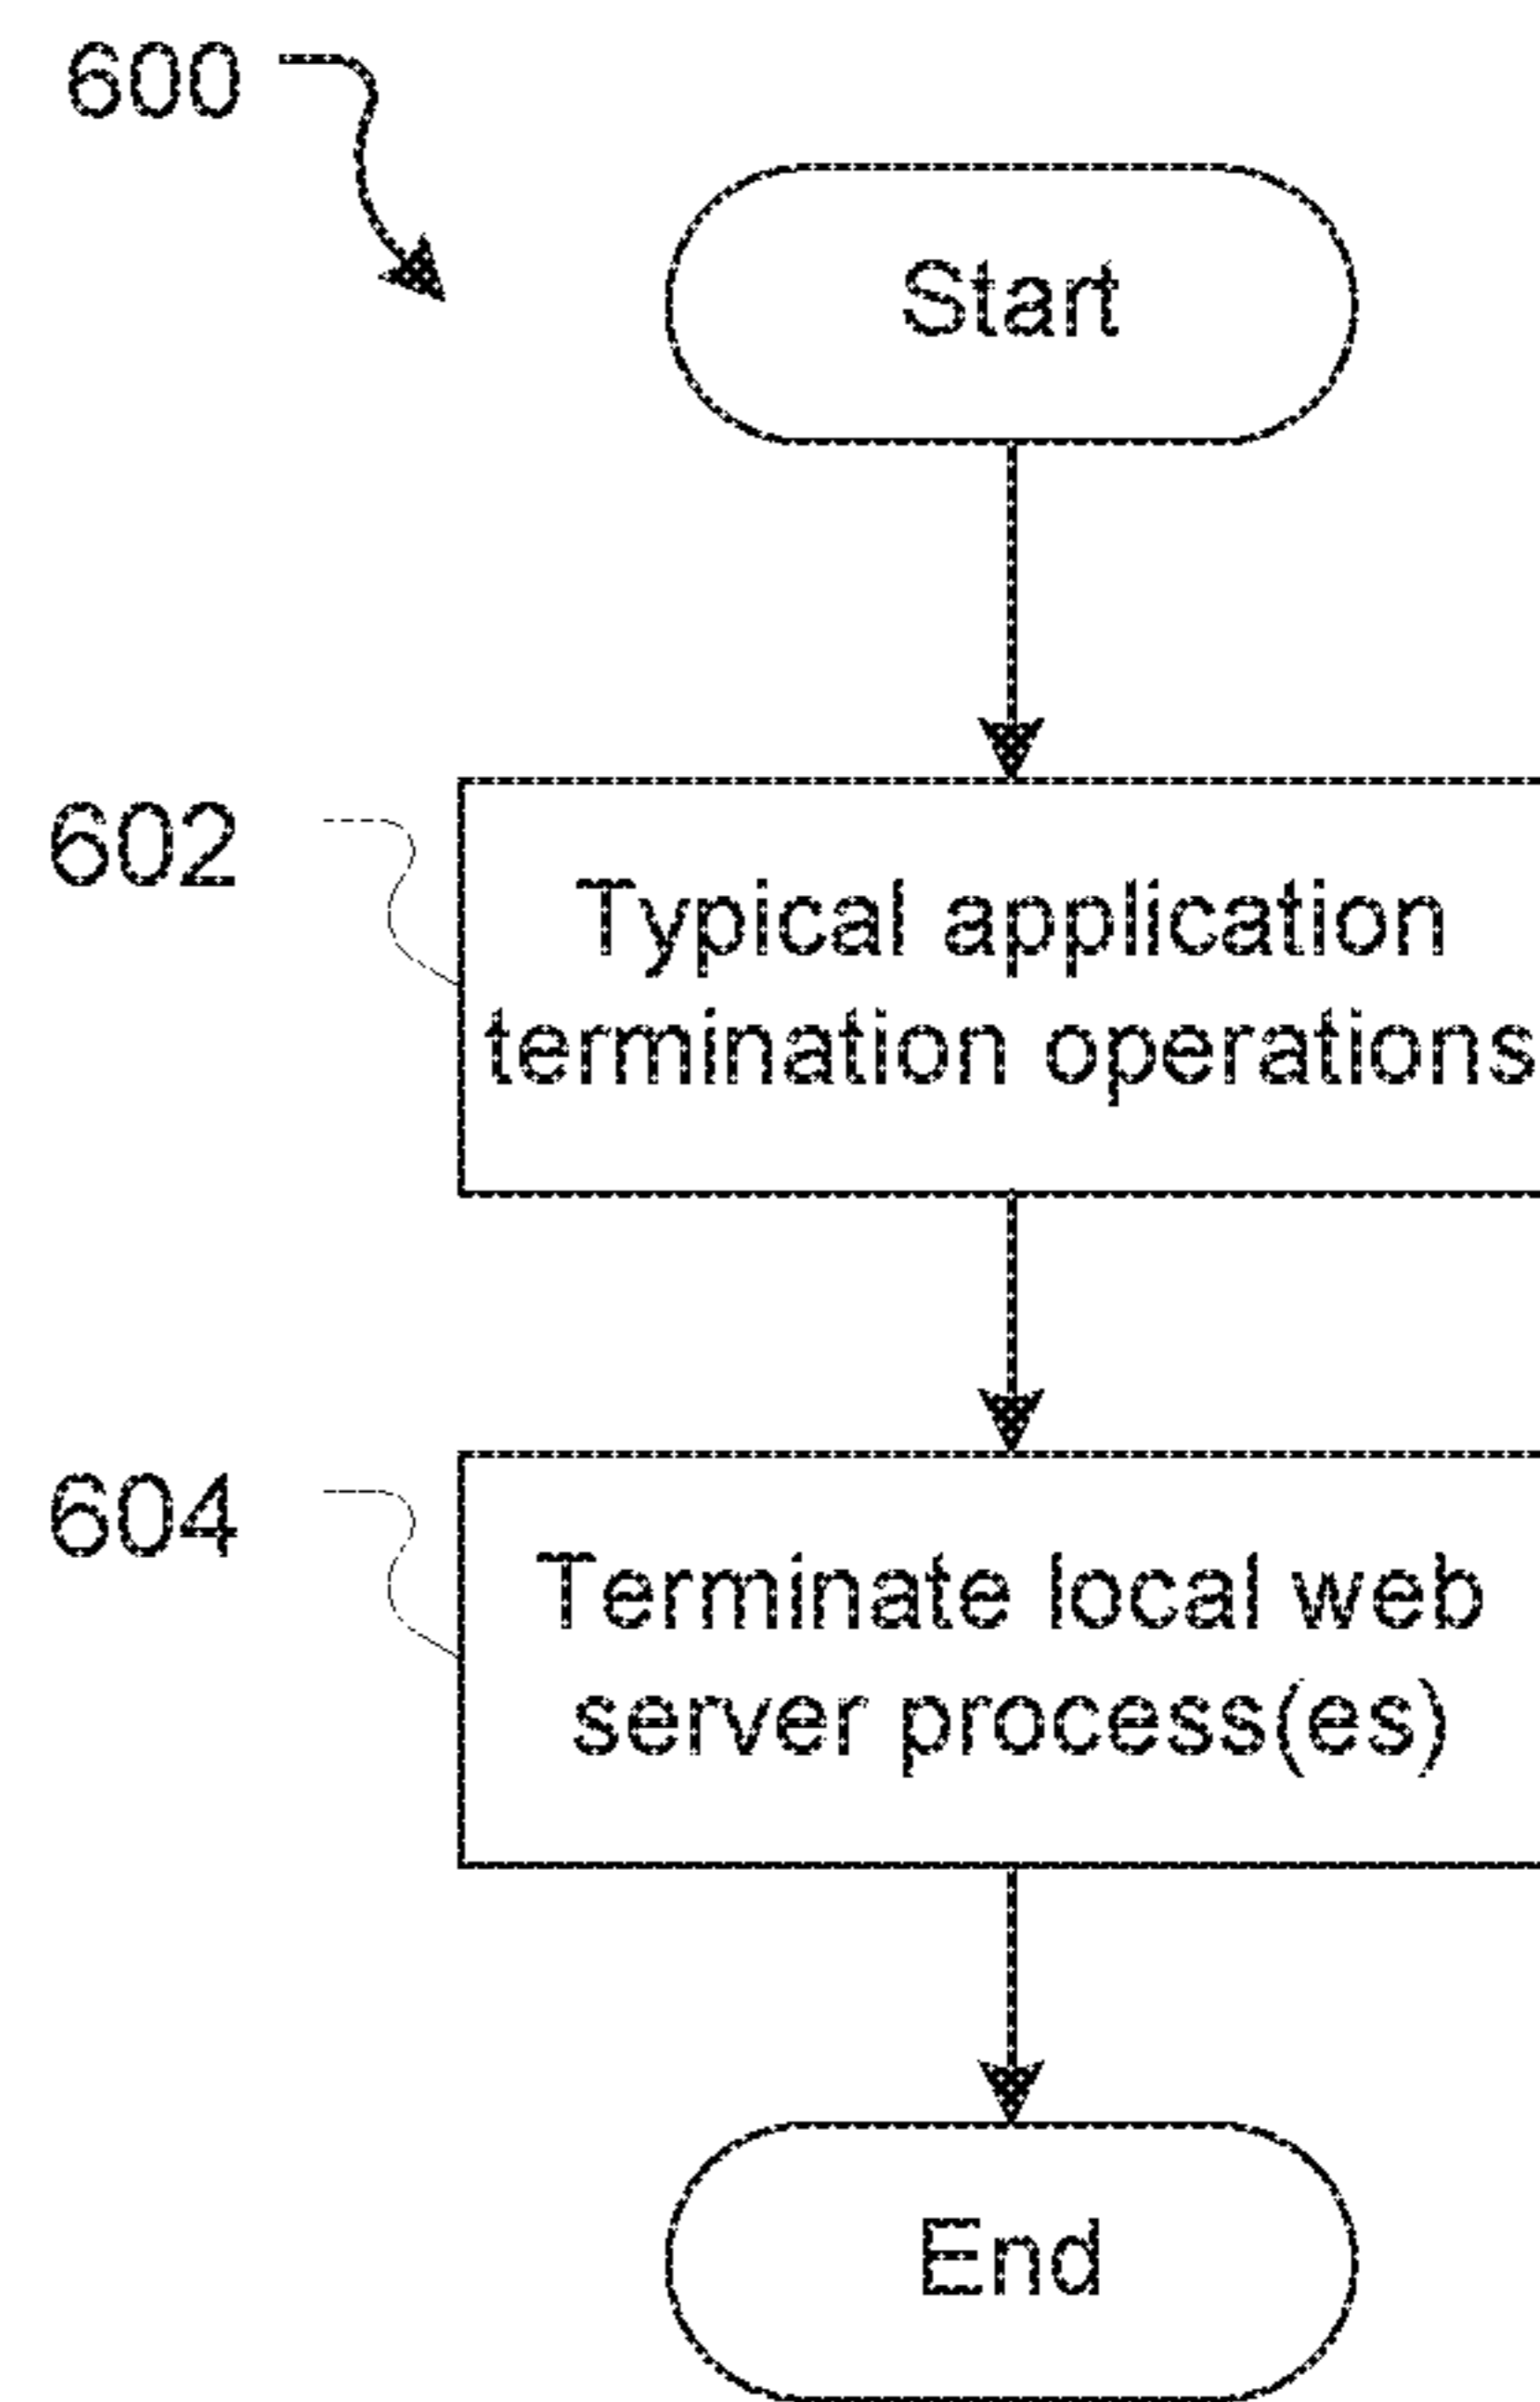 600
Start
602
Typical application
termination operations
604
Terminate local web
server process(es)
End